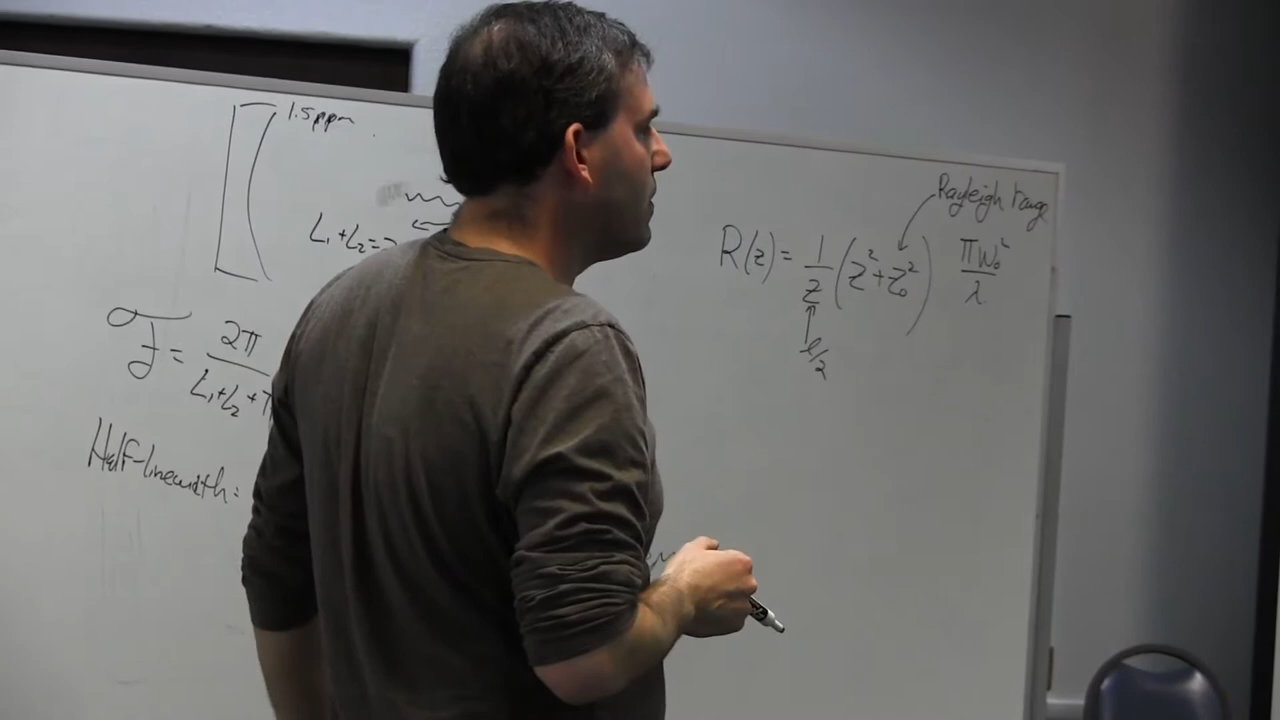 1.5ppm
L₁+L₂=
F = 2π / L₁+L₂+T
Half-linewidth:
Rayleigh range
R(z) = 1/z (z²+z₀²) πw₀²/λ
l/2